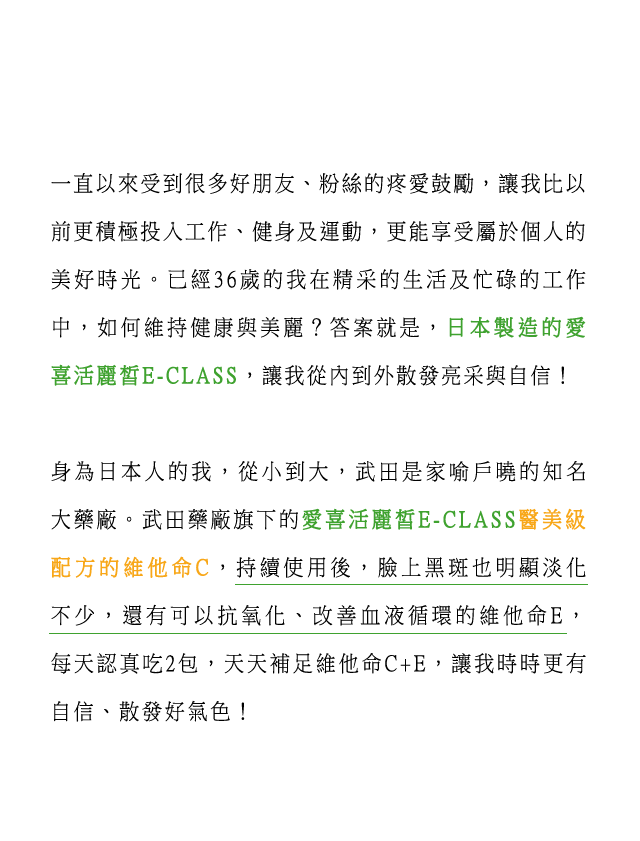 一直以來受到很多好朋友、粉絲的疼愛鼓勵，讓我比以
前更積極投入工作、健身及運動，更能享受屬於個人的
美好時光。已經36歲的我在精采的生活及忙碌的工作
中，如何維持健康與美麗？答案就是，日本製造的愛
喜活麗皙E-CLASS，讓我從內到外散發亮采與自信！
身為日本人的我，從小到大，武田是家喻戶曉的知名
大藥廠。武田藥廠旗下的愛喜活麗皙E-CLASS醫美級
配方的維他命C，持續使用後，臉上黑斑也明顯淡化
不少，還有可以抗氧化、改善血液循環的維他命E，
每天認真吃2包，天天補足維他命C+E，讓我時時更有
自信、散發好氣色！